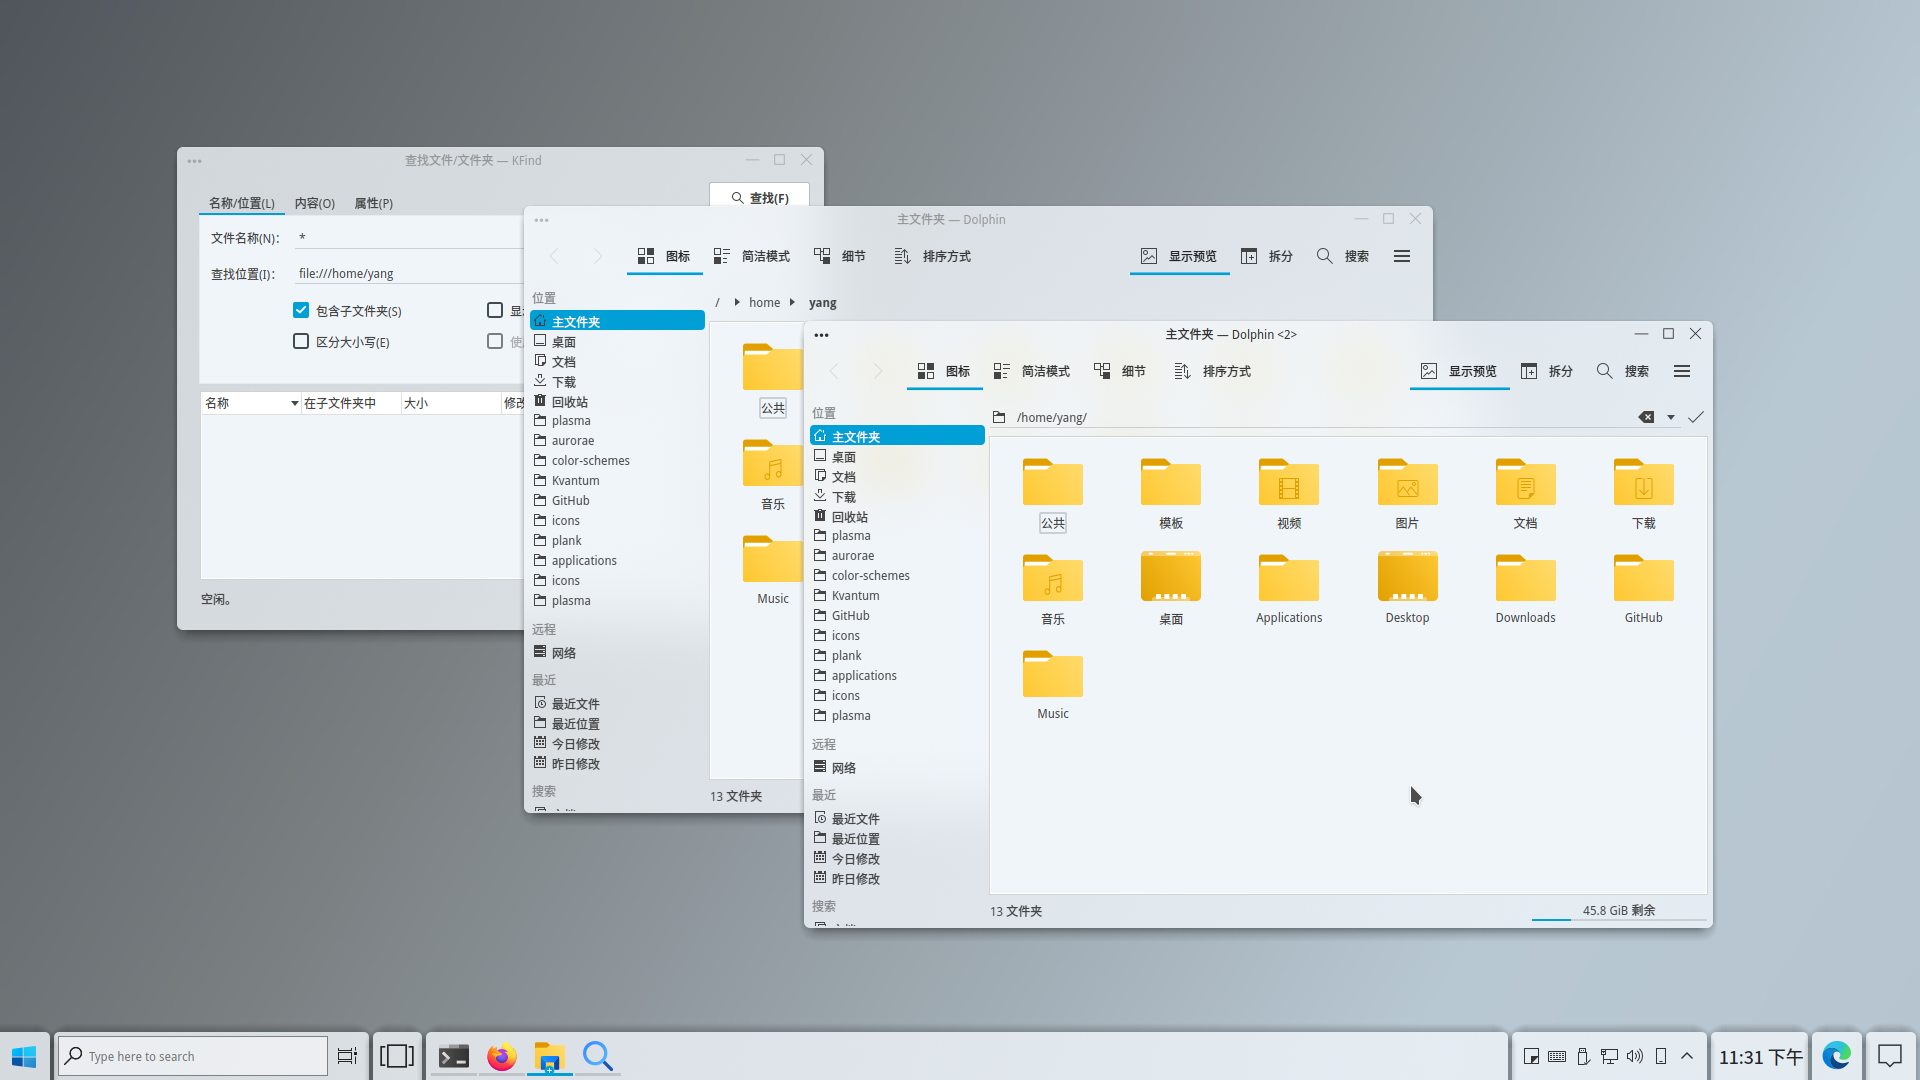 查找文件/文件夹 — KFind
名称/位置(L) 内容(O) 属性(P)
查找(F)
文件名称(N): *
查找位置(I): file:///home/yang
包含子文件夹(S)
区分大小写(E)
名称 在子文件夹中 大小 修改
空闲。
主文件夹 — Dolphin
图标 简洁模式 细节 排序方式 显示预览 拆分 搜索
/ home yang
位置
主文件夹
桌面
文档
下载
回收站
plasma
aurorae
color-schemes
Kvantum
GitHub
icons
plank
applications
icons
plasma
远程
网络
最近
最近文件
最近位置
今日修改
昨日修改
搜索
公共
音乐
Music
13 文件夹
主文件夹 — Dolphin <2>
图标 简洁模式 细节 排序方式 显示预览 拆分 搜索
/home/yang/
位置
主文件夹
桌面
文档
下载
回收站
plasma
aurorae
color-schemes
Kvantum
GitHub
icons
plank
applications
icons
plasma
远程
网络
最近
最近文件
最近位置
今日修改
昨日修改
搜索
公共 模板 视频 图片 文档 下载
音乐 桌面 Applications Desktop Downloads GitHub
Music
13 文件夹
45.8 GiB 剩余
Type here to search
11:31 下午